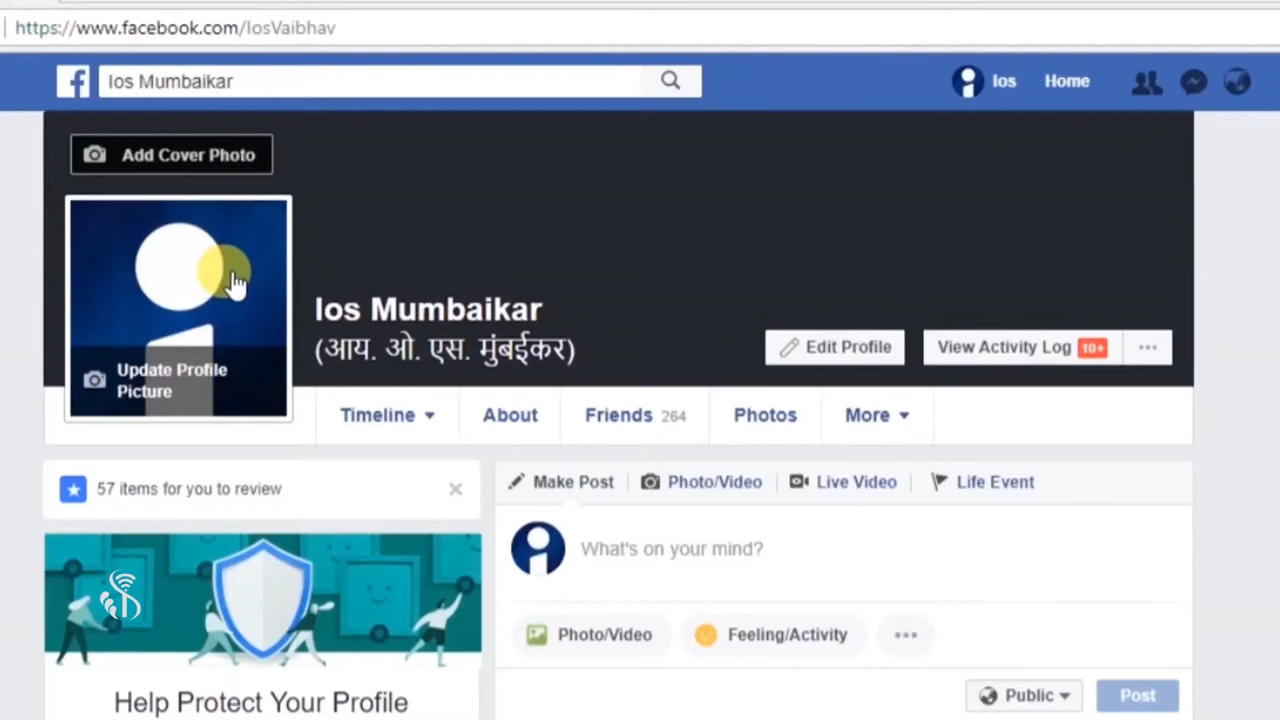 https://www.facebook.com/IosVaibhav
Ios Mumbaikar
Ios Home
Add Cover Photo
Ios Mumbaikar
(आय. ओ. एस. मुंबईकर)
Update Profile
Picture
Edit Profile
View Activity Log 10+
Timeline About Friends 264 Photos More
57 items for you to review
Make Post Photo/Video Live Video Life Event
What's on your mind?
Photo/Video Feeling/Activity
Help Protect Your Profile
Public Post